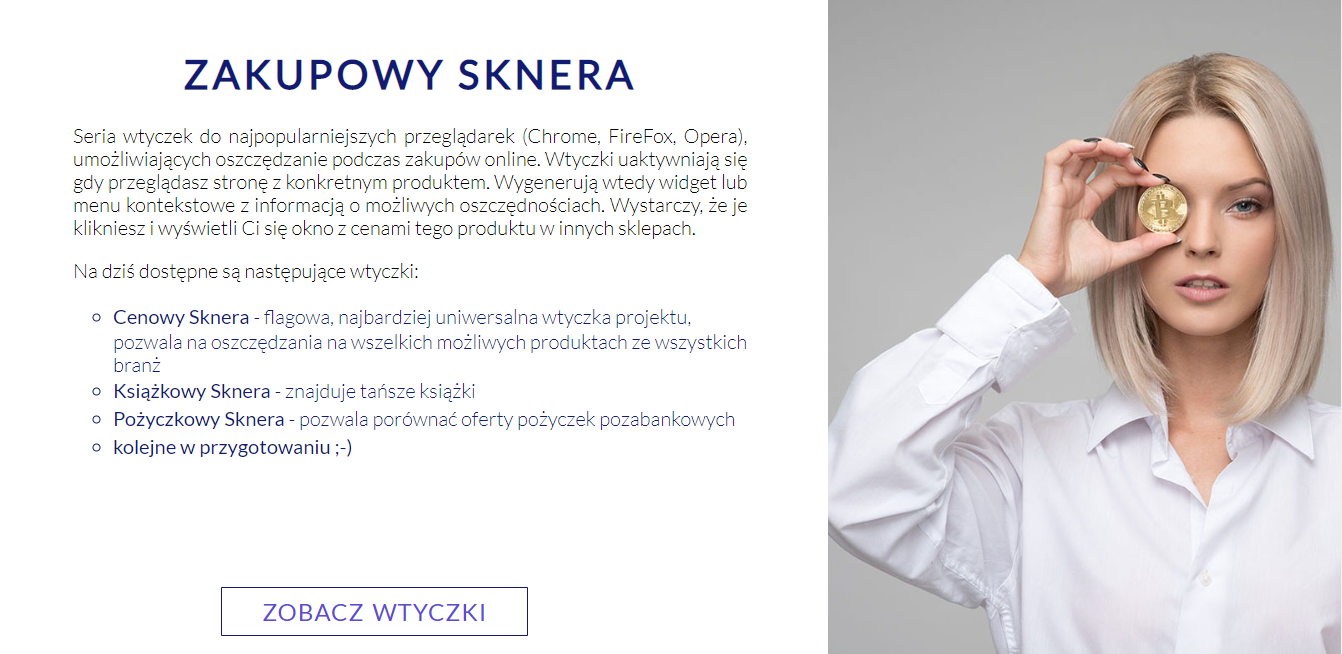 ZAKUPOWY SKNERA
Seria wtyczek do najpopularniejszych przeglądarek (Chrome, FireFox, Opera),
umożliwiających oszczędzanie podczas zakupów online. Wtyczki uaktywniają się
gdy przeglądasz stronę z konkretnym produktem. Wygenerują wtedy widget lub
menu kontekstowe z informacją o możliwych oszczędnościach. Wystarczy, że je
klikniesz i wyświetli Ci się okno z cenami tego produktu w innych sklepach.
Na dziś dostępne są następujące wtyczki:
Cenowy Sknera - flagowa, najbardziej uniwersalna wtyczka projektu,
pozwala na oszczędzania na wszelkich możliwych produktach ze wszystkich
branż
Książkowy Sknera - znajduje tańsze książki
Pożyczkowy Sknera - pozwala porównać oferty pożyczek pozabankowych
kolejne w przygotowaniu ;-)
ZOBACZ WTYCZKI